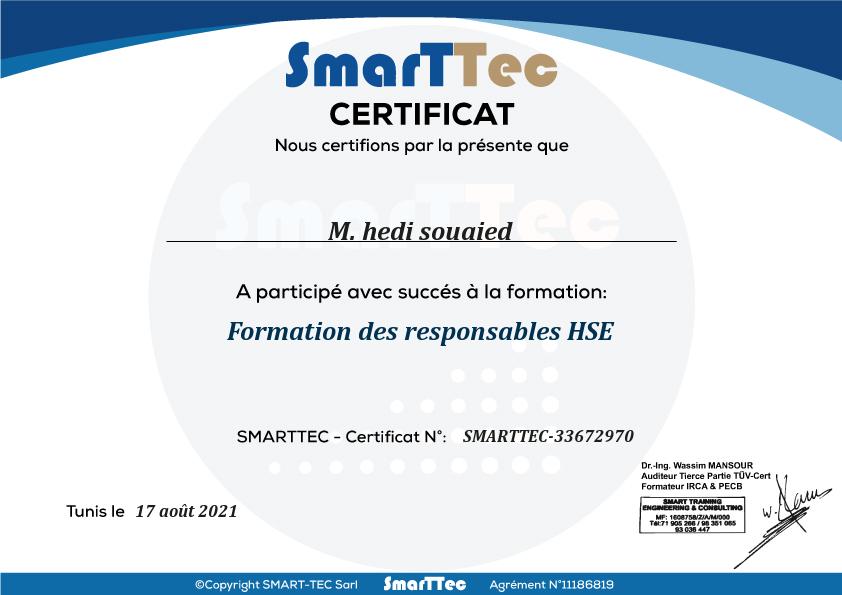 SmarTTec
CERTIFICAT
Nous certifions par la présente que
SmarTTec
M. hedi souaied
A participé avec succés à la formation:
Formation des responsables HSE
SMARTTEC - Certificat N°: SMARTTEC-33672970
Dr.-Ing. Wassim MANSOUR
Auditeur Tierce Partie TÜV-Cert
Formateur IRCA & PECB
SMART TRAINING
ENGINEERING & CONSULTING
MF: 1608758/Z/A/M/000
Tél:71 905 266 / 98 351 065
93 036 447
Tunis le 17 août 2021
©Copyright SMART-TEC Sarl SmarTTec Agrément N°11186819